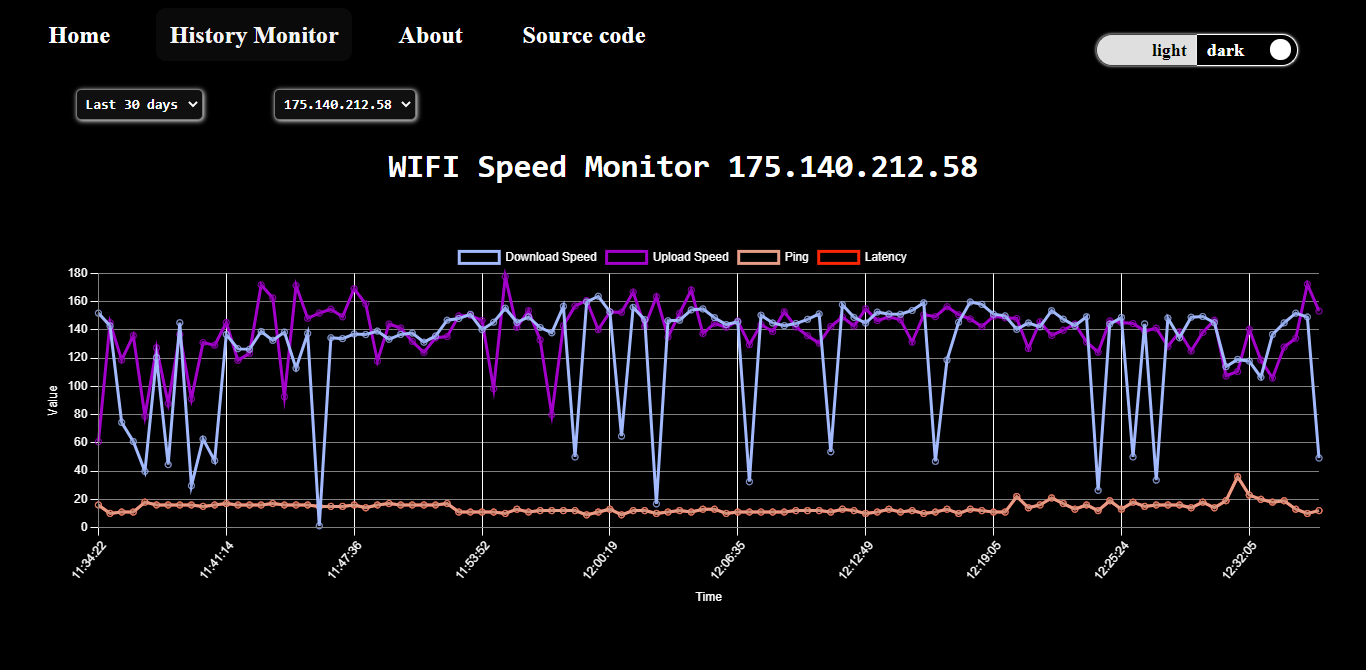 Home History Monitor About Source code
light dark
Last 30 days 175.140.212.58
WIFI Speed Monitor 175.140.212.58
Download Speed Upload Speed Ping Latency
180
160
140
120
100
80
60
40
20
0
Value
11:34:22 11:41:14 11:47:36 11:53:52 12:00:19 12:06:35 12:12:49 12:19:05 12:25:24 12:32:05
Time